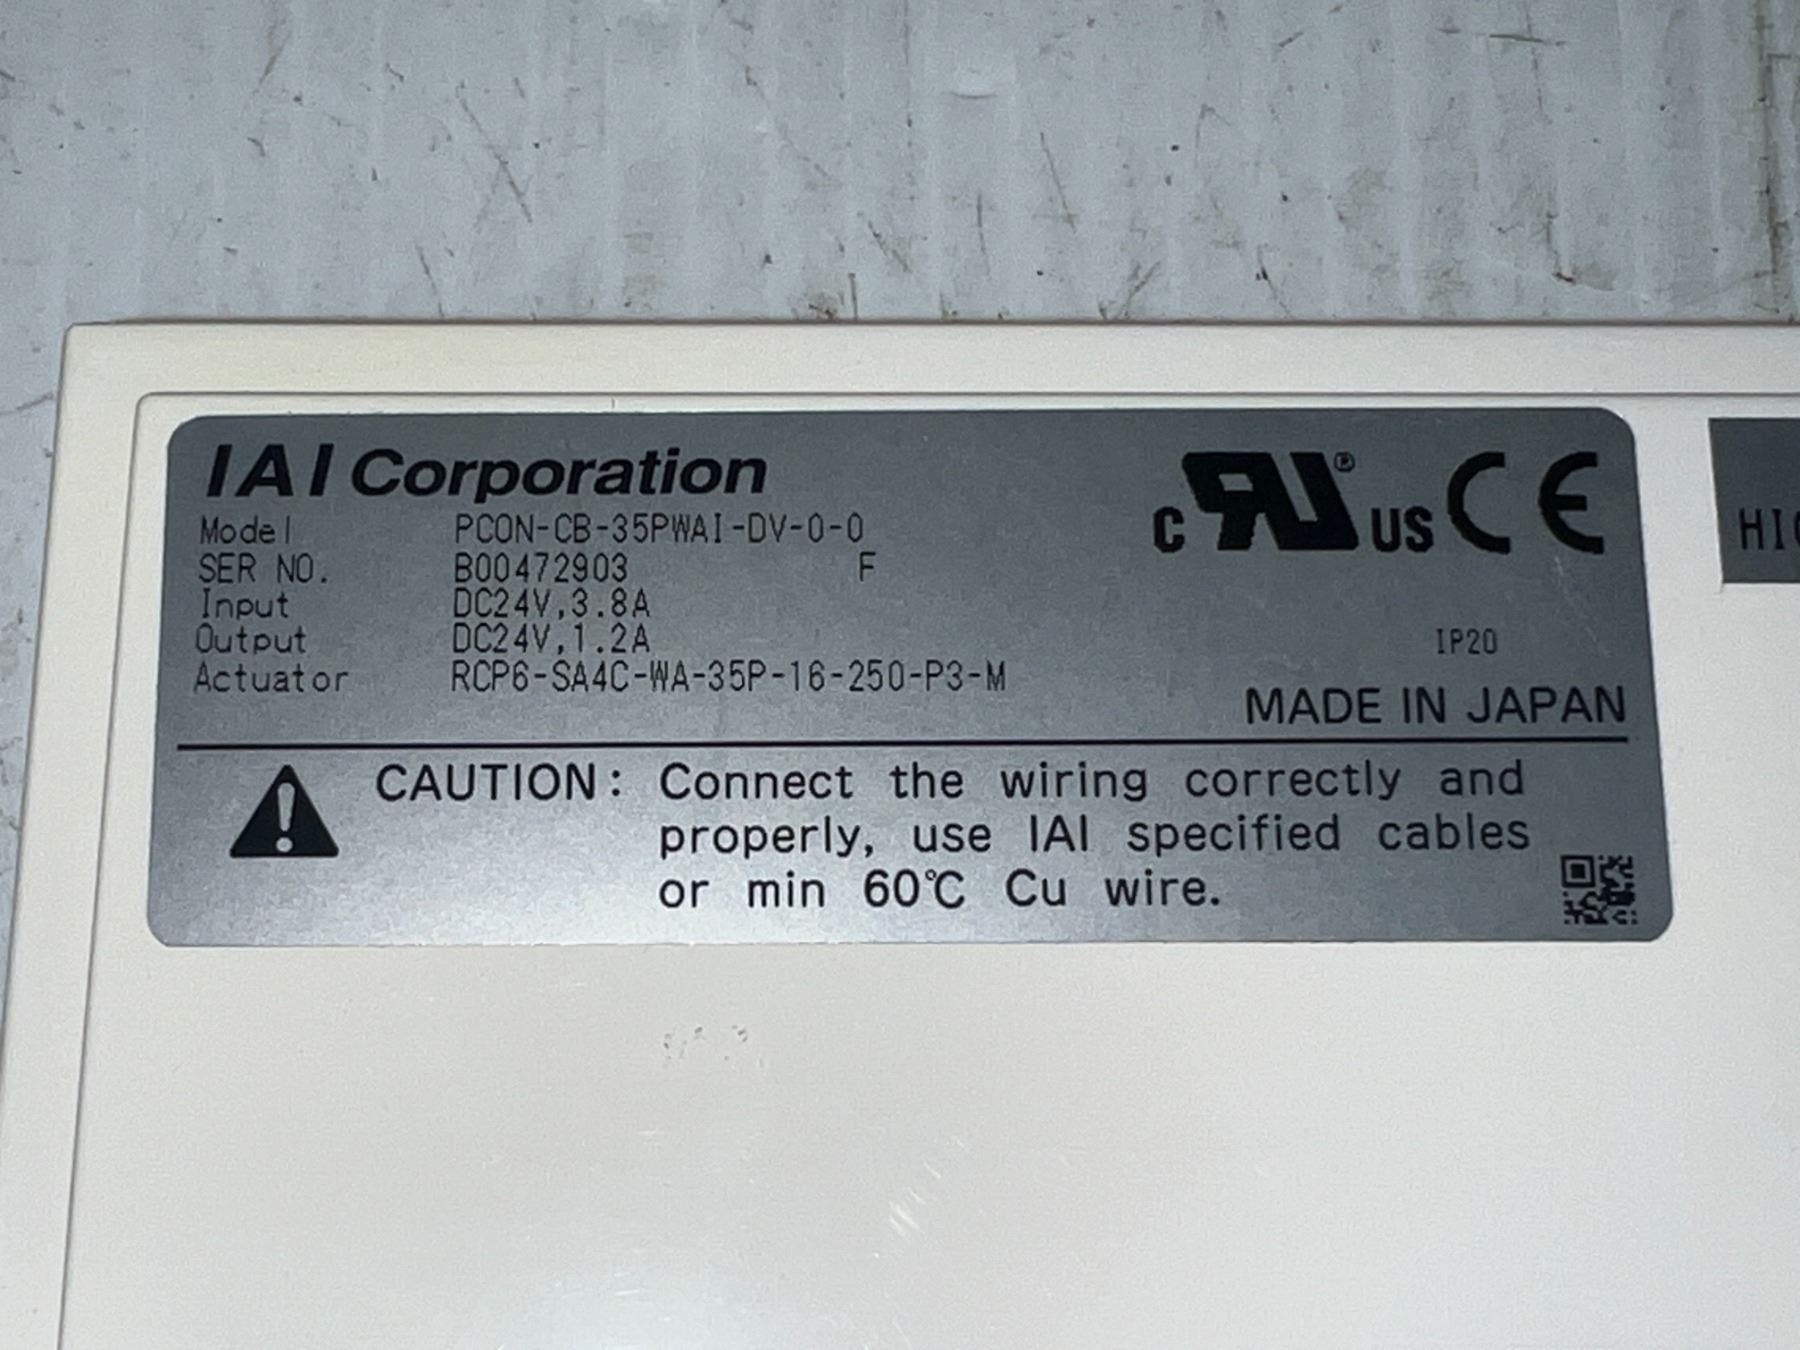 IAI Corporation
Model PCON-CB-35PWAI-DV-0-0
SER NO. B00472903 F
Input DC24V,3.8A
Output DC24V,1.2A
Actuator RCP6-SA4C-WA-35P-16-250-P3-M
C RU® US CE
IP20
MADE IN JAPAN
CAUTION: Connect the wiring correctly and
properly, use IAI specified cables
or min 60℃ Cu wire.